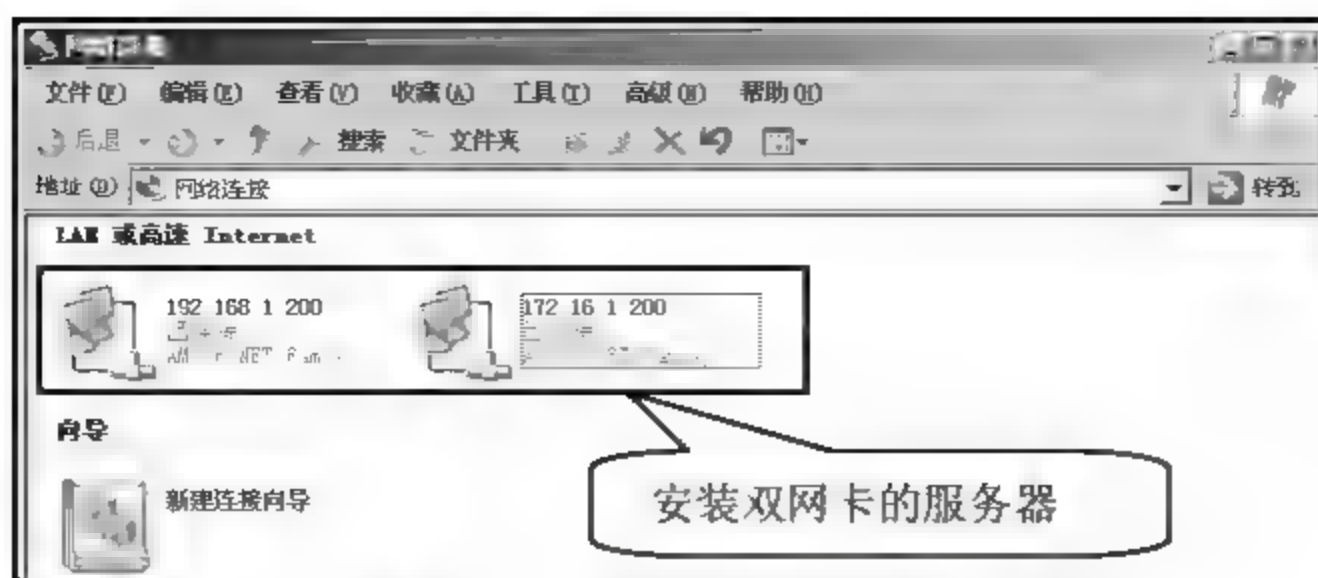 文件(F) 编辑(E) 查看(V) 收藏(A) 工具(T) 高级(N) 帮助(H)
后退 搜索 文件夹
地址(D) 网络连接 转到
LAN 或高速 Internet
192 168 1 200 172 16 1 200
向导
新建连接向导
安装双网卡的服务器